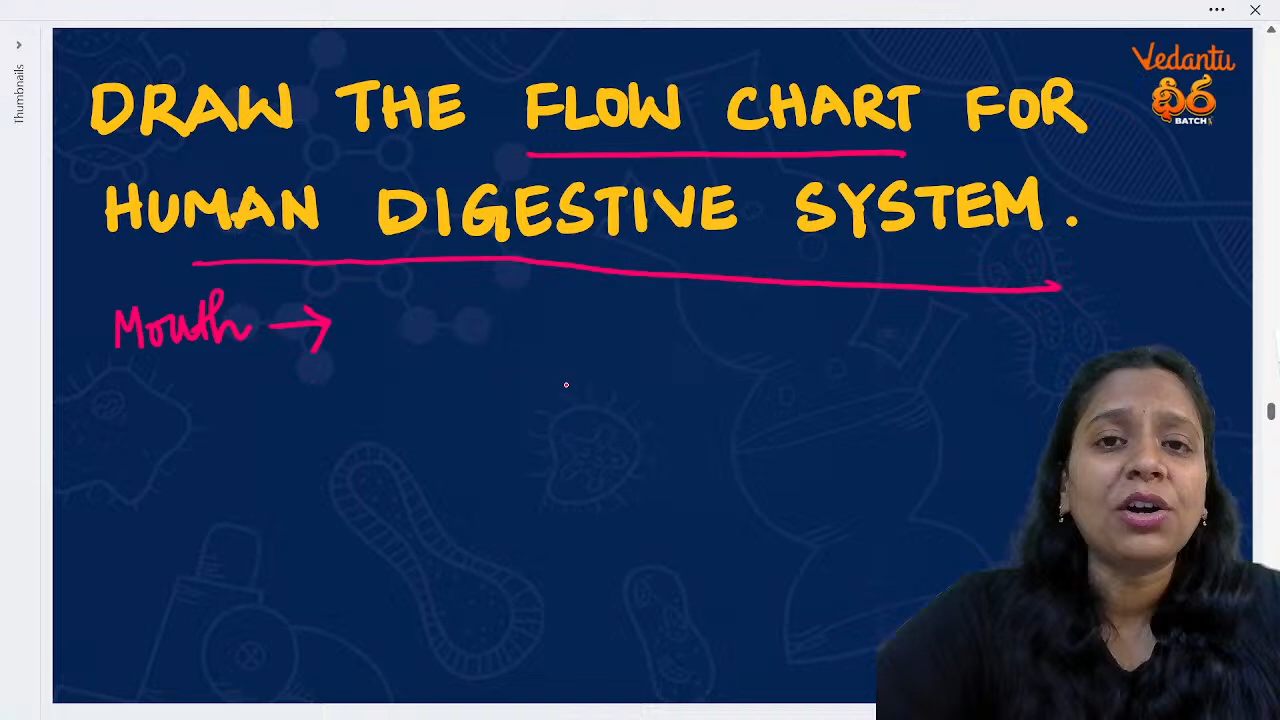 Thumbnails
DRAW THE FLOW CHART FOR
HUMAN DIGESTIVE SYSTEM.
Mouth →
Vedantu
ధీర
BATCH